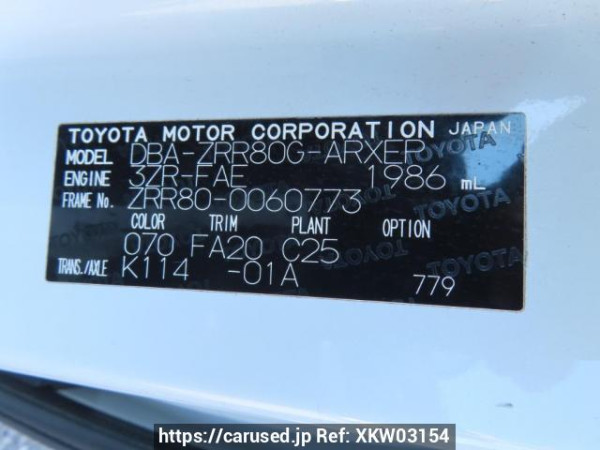 TOYOTA MOTOR CORPORATION JAPAN
MODEL DBA-ZRR80G-ARXEP
ENGINE 3ZR-FAE 1986 mL
FRAME No. ZRR80-0060773
COLOR TRIM PLANT OPTION
070 FA20 C25
TRANS./AXLE K114 -01A
779
https://carused.jp Ref: XKW03154